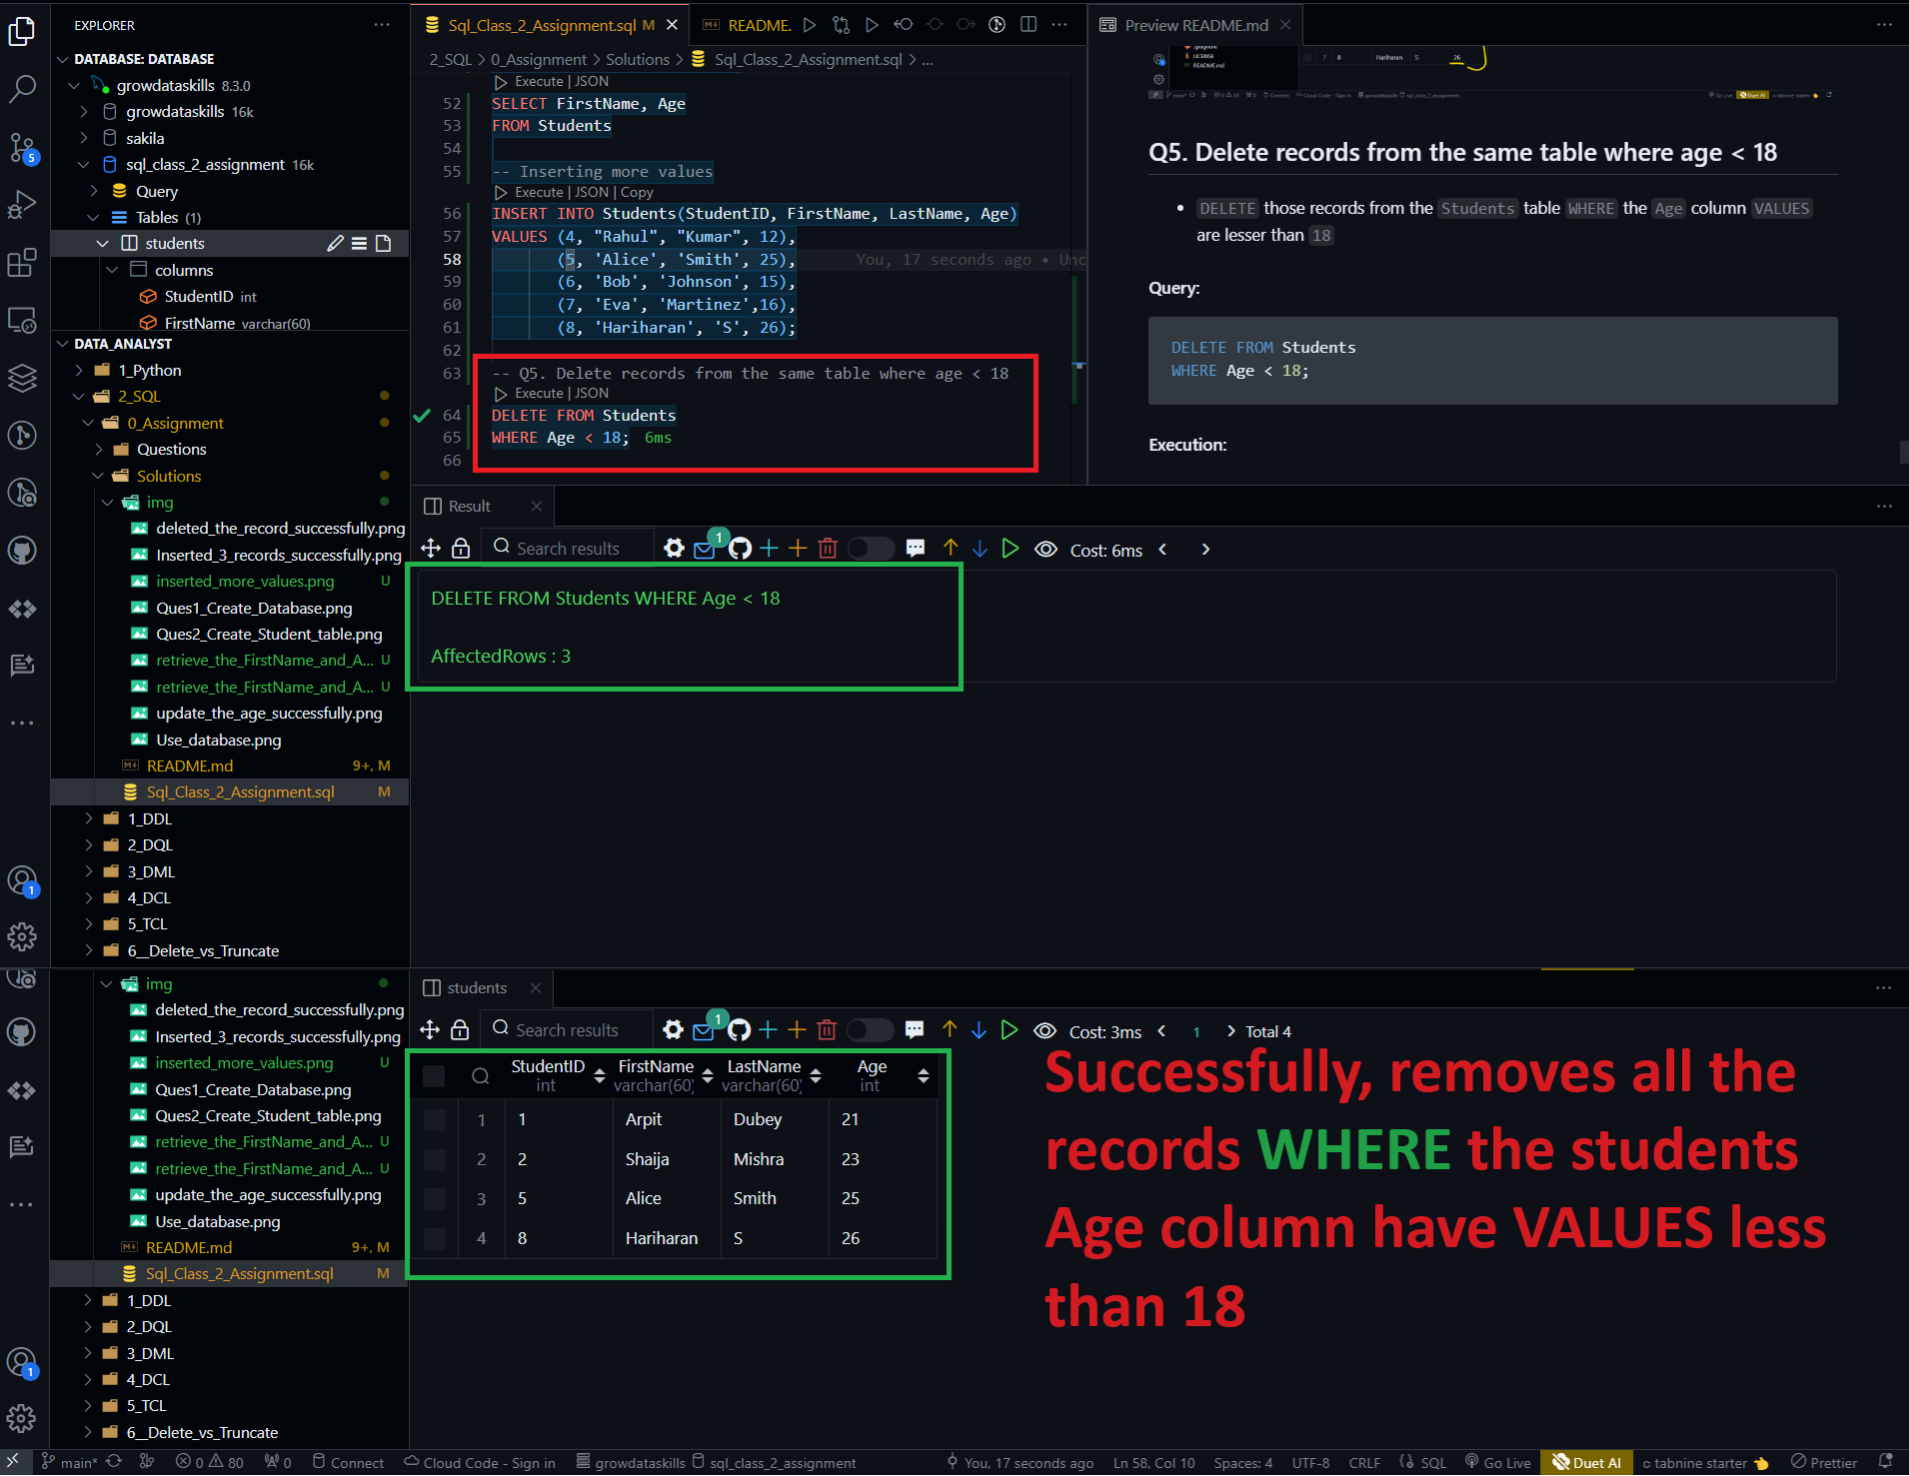 EXPLORER
DATABASE: DATABASE
growdataskills 8.3.0
growdataskills 16k
sakila
sql_class_2_assignment 16k
Query
Tables (1)
students
columns
StudentID int
FirstName varchar(60)
DATA_ANALYST
1_Python
2_SQL
0_Assignment
Questions
Solutions
img
deleted_the_record_successfully.png
Inserted_3_records_successfully.png
inserted_more_values.png U
Ques1_Create_Database.png
Ques2_Create_Student_table.png
retrieve_the_FirstName_and_A... U
retrieve_the_FirstName_and_A... U
update_the_age_successfully.png
Use_database.png
README.md 9+, M
Sql_Class_2_Assignment.sql M
1_DDL
2_DQL
3_DML
4_DCL
5_TCL
6__Delete_vs_Truncate
5
1
Sql_Class_2_Assignment.sql M
README.
2_SQL > 0_Assignment > Solutions > Sql_Class_2_Assignment.sql > ...
Execute | JSON
52 SELECT FirstName, Age
53 FROM Students
54
55 -- Inserting more values
Execute | JSON | Copy
56 INSERT INTO Students(StudentID, FirstName, LastName, Age)
57 VALUES (4, "Rahul", "Kumar", 12),
58 (5, 'Alice', 'Smith', 25), You, 17 seconds ago • Unc
59 (6, 'Bob', 'Johnson', 15),
60 (7, 'Eva', 'Martinez',16),
61 (8, 'Hariharan', 'S', 26);
62
63 -- Q5. Delete records from the same table where age < 18
Execute | JSON
64 DELETE FROM Students
65 WHERE Age < 18; 6ms
66
Preview README.md
LICENSE
README.md
7 8 Hariharan S 26
Q5. Delete records from the same table where age < 18
• DELETE those records from the Students table WHERE the Age column VALUES
are lesser than 18
Query:
DELETE FROM Students
WHERE Age < 18;
Execution:
Result
Search results 1 Cost: 6ms
DELETE FROM Students WHERE Age < 18
AffectedRows : 3
img
deleted_the_record_successfully.png
Inserted_3_records_successfully.png
inserted_more_values.png U
Ques1_Create_Database.png
Ques2_Create_Student_table.png
retrieve_the_FirstName_and_A... U
retrieve_the_FirstName_and_A... U
update_the_age_successfully.png
Use_database.png
README.md 9+, M
Sql_Class_2_Assignment.sql M
1_DDL
2_DQL
3_DML
4_DCL
5_TCL
6__Delete_vs_Truncate
1
students
Search results 1 Cost: 3ms < 1 > Total 4
StudentID FirstName LastName Age
int varchar(60) varchar(60) int
1 1 Arpit Dubey 21
2 2 Shaija Mishra 23
3 5 Alice Smith 25
4 8 Hariharan S 26
Successfully, removes all the
records WHERE the students
Age column have VALUES less
than 18
main* 0 80 0 Connect Cloud Code - Sign in growdataskills sql_class_2_assignment You, 17 seconds ago Ln 58, Col 10 Spaces: 4 UTF-8 CRLF SQL Go Live Duet AI tabnine starter Prettier